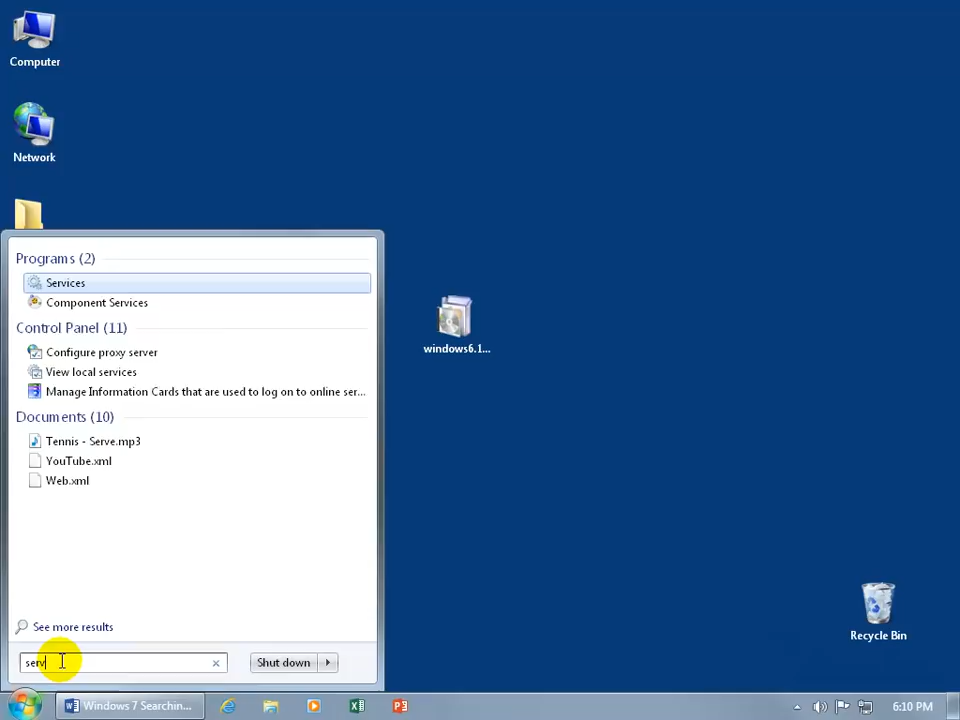 Computer
Network
Programs (2)
Services
Component Services
Control Panel (11)
Configure proxy server
View local services
Manage Information Cards that are used to log on to online ser...
Documents (10)
Tennis - Serve.mp3
YouTube.xml
Web.xml
See more results
serv
Shut down
windows6.1...
Recycle Bin
Windows 7 Searchin...
6:10 PM